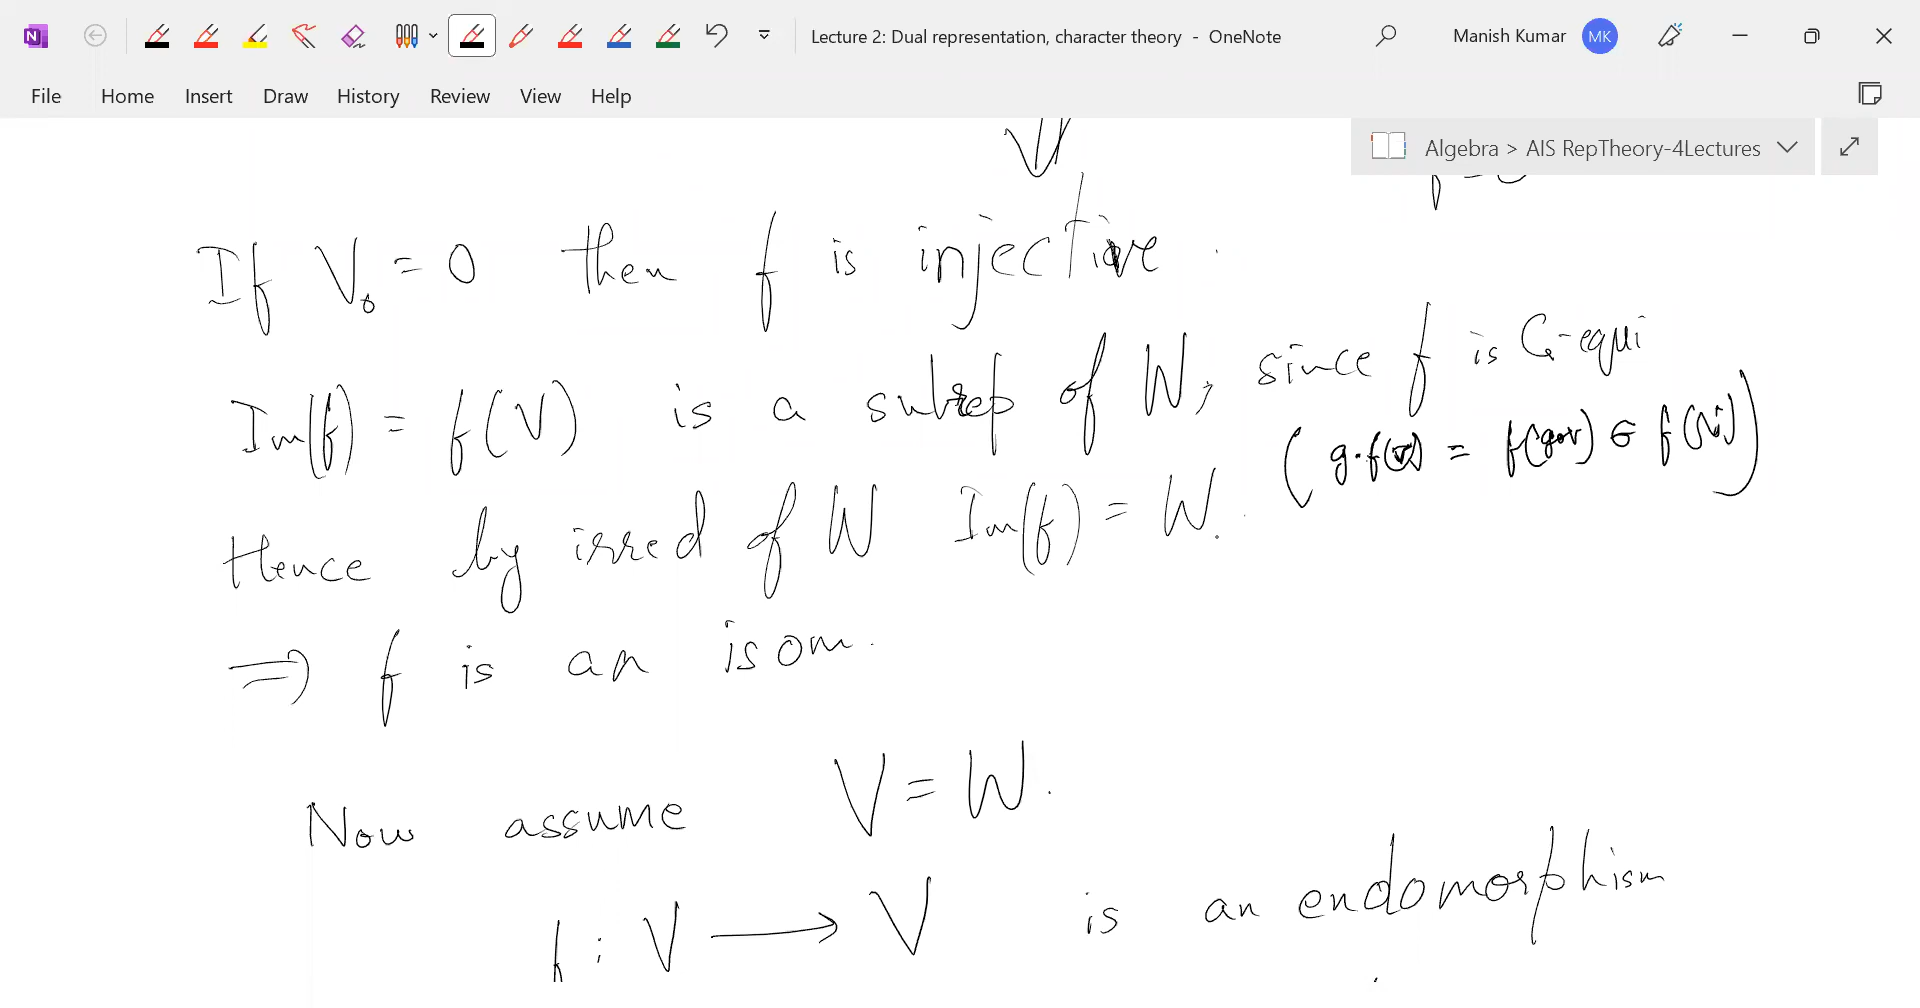 Lecture 2: Dual representation, character theory - OneNote
Manish Kumar MK
File Home Insert Draw History Review View Help
Algebra > AIS RepTheory-4Lectures
V
If V₀ = 0 then f is injective.
Im(f) = f(V) is a subrep of W, since f is G-equi
(g·f(v) = f(g·v) ∈ f(V))
Hence by irred of W Im(f) = W.
⇒ f is an isom.
Now assume V = W.
f : V ⟶ V is an endomorphism